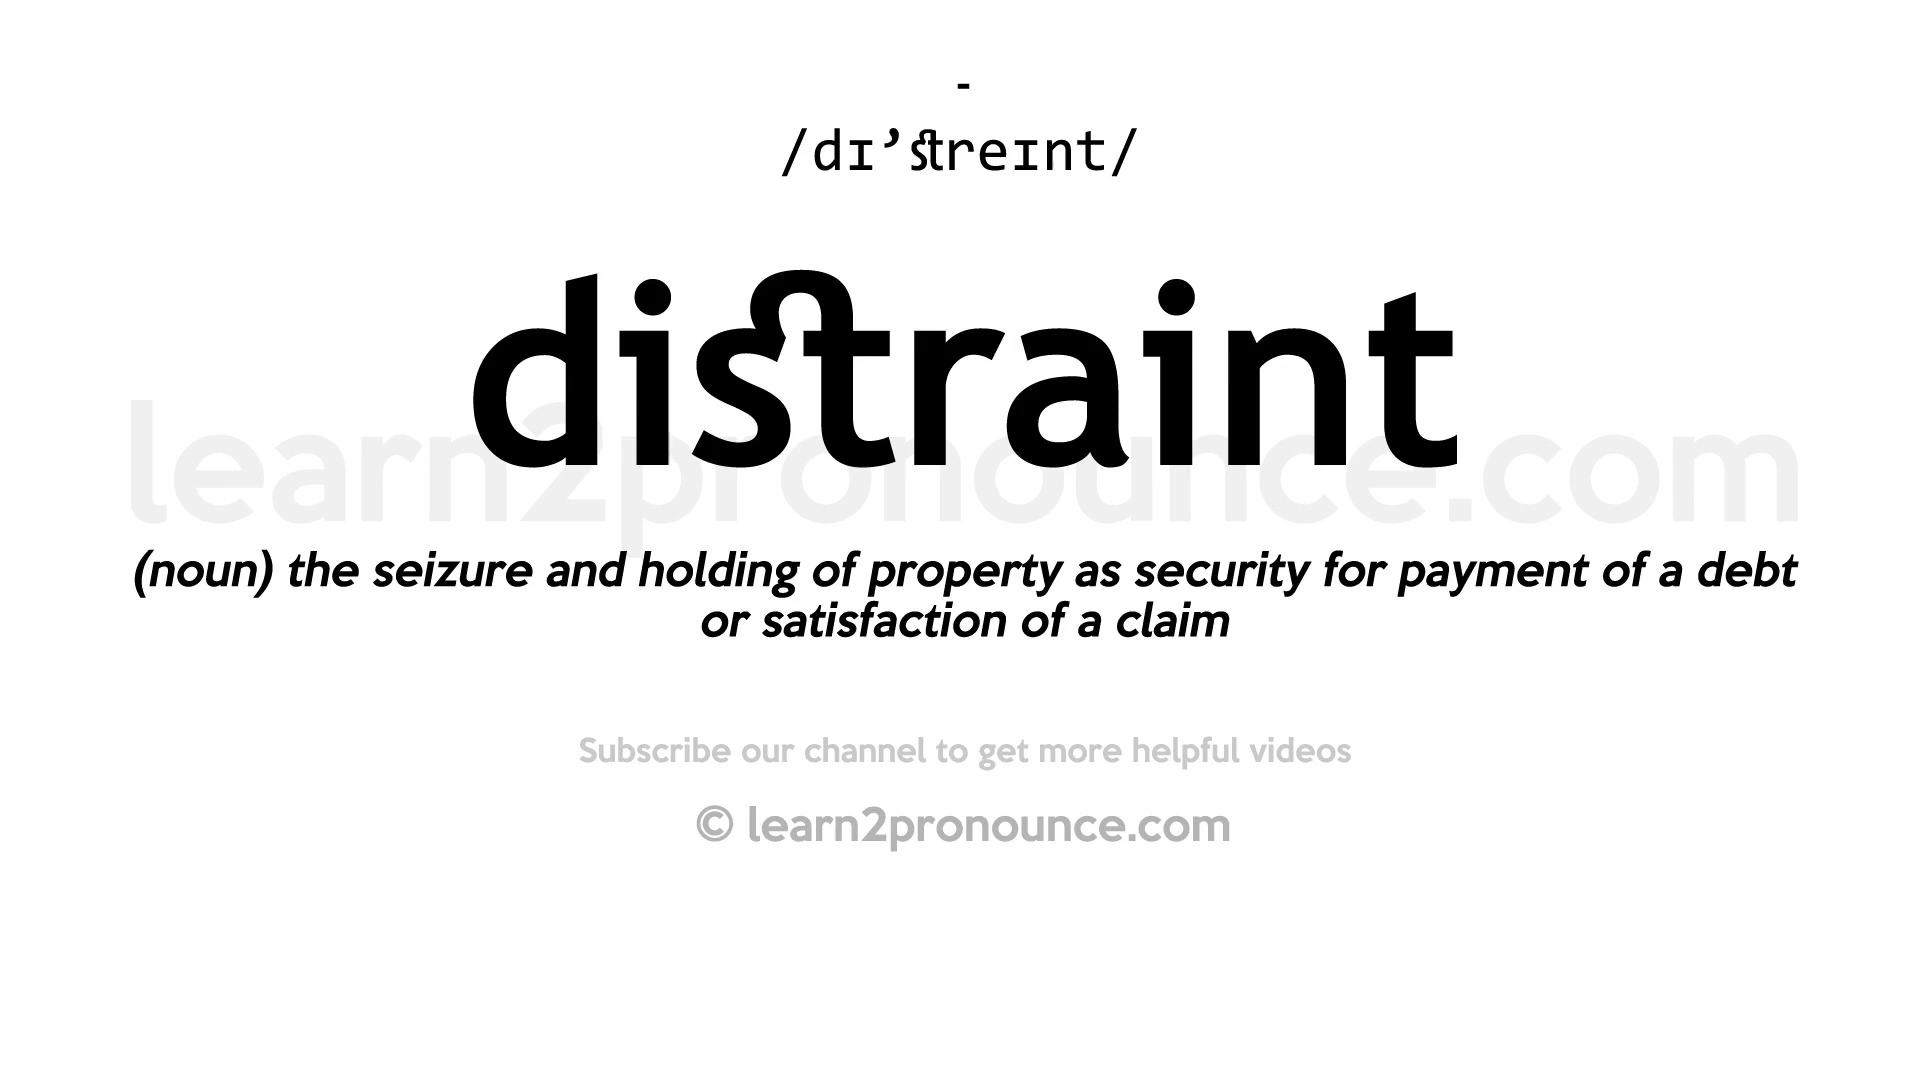 -
/dɪ’streɪnt/
distraint
learn2pronounce.com
(noun) the seizure and holding of property as security for payment of a debt
or satisfaction of a claim
Subscribe our channel to get more helpful videos
© learn2pronounce.com